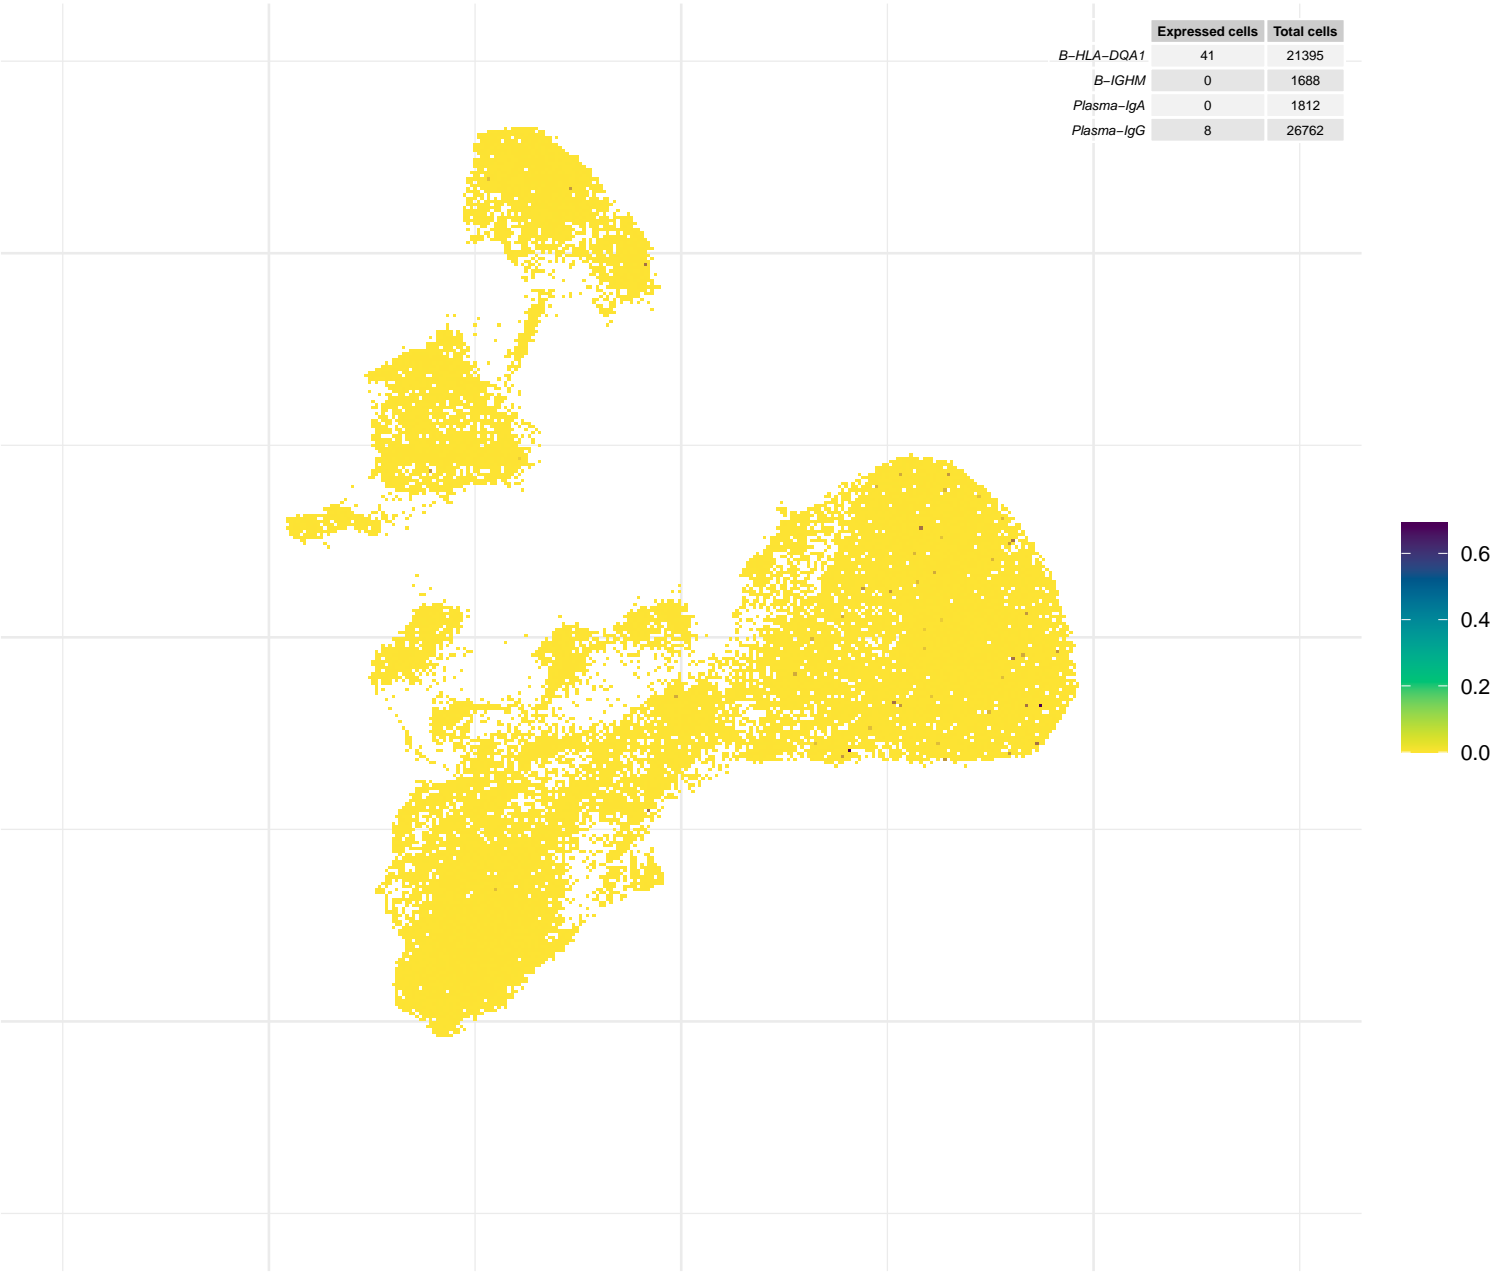 Expressed cells Total cells
B−HLA−DQA1 41 21395
B−IGHM 0 1688
Plasma−IgA 0 1812
Plasma−IgG 8 26762
0.6
0.4
0.2
0.0